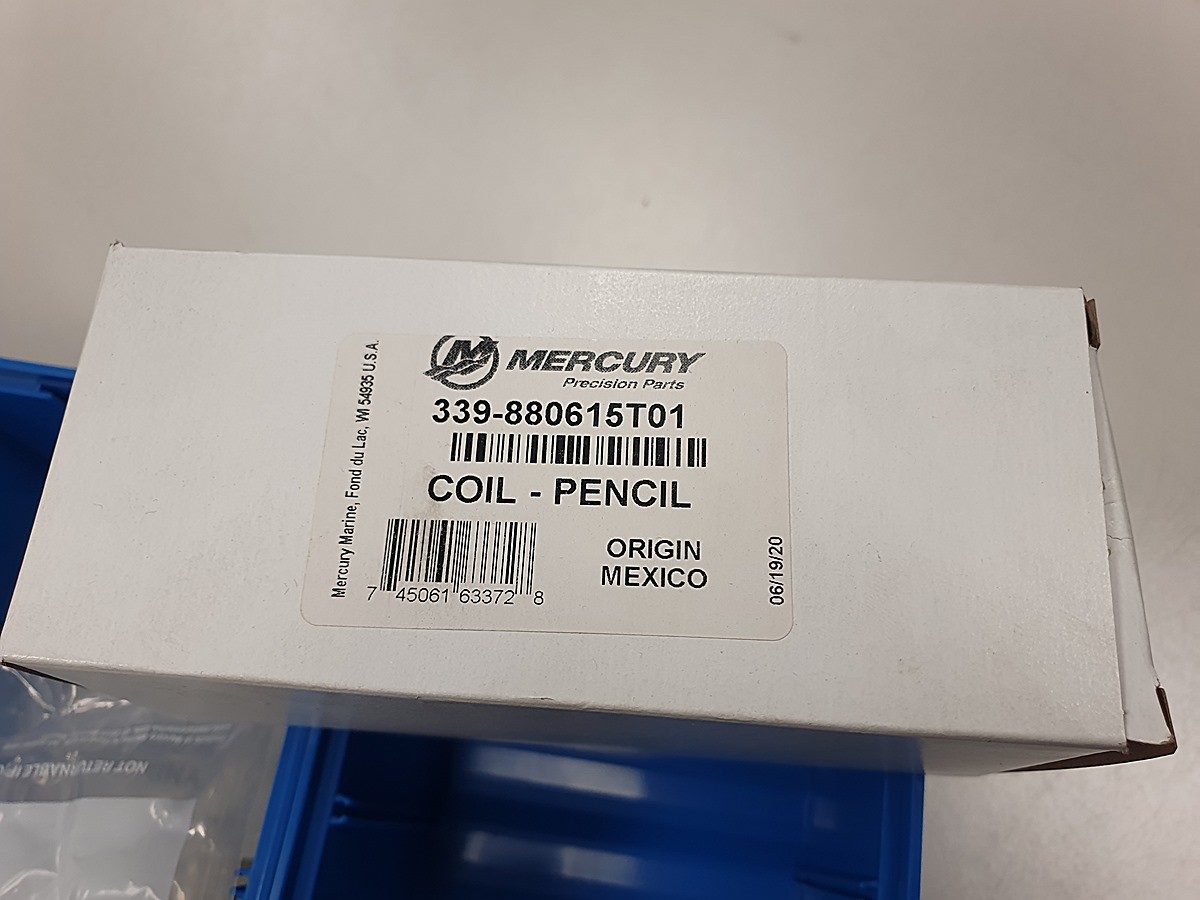 MERCURY
Precision Parts
339-880615T01
COIL - PENCIL
7 45061 63372 8
ORIGIN
MEXICO
06/19/20
Mercury Marine, Fond du Lac, WI 54935 U.S.A.
NOT RETURNABLE IF